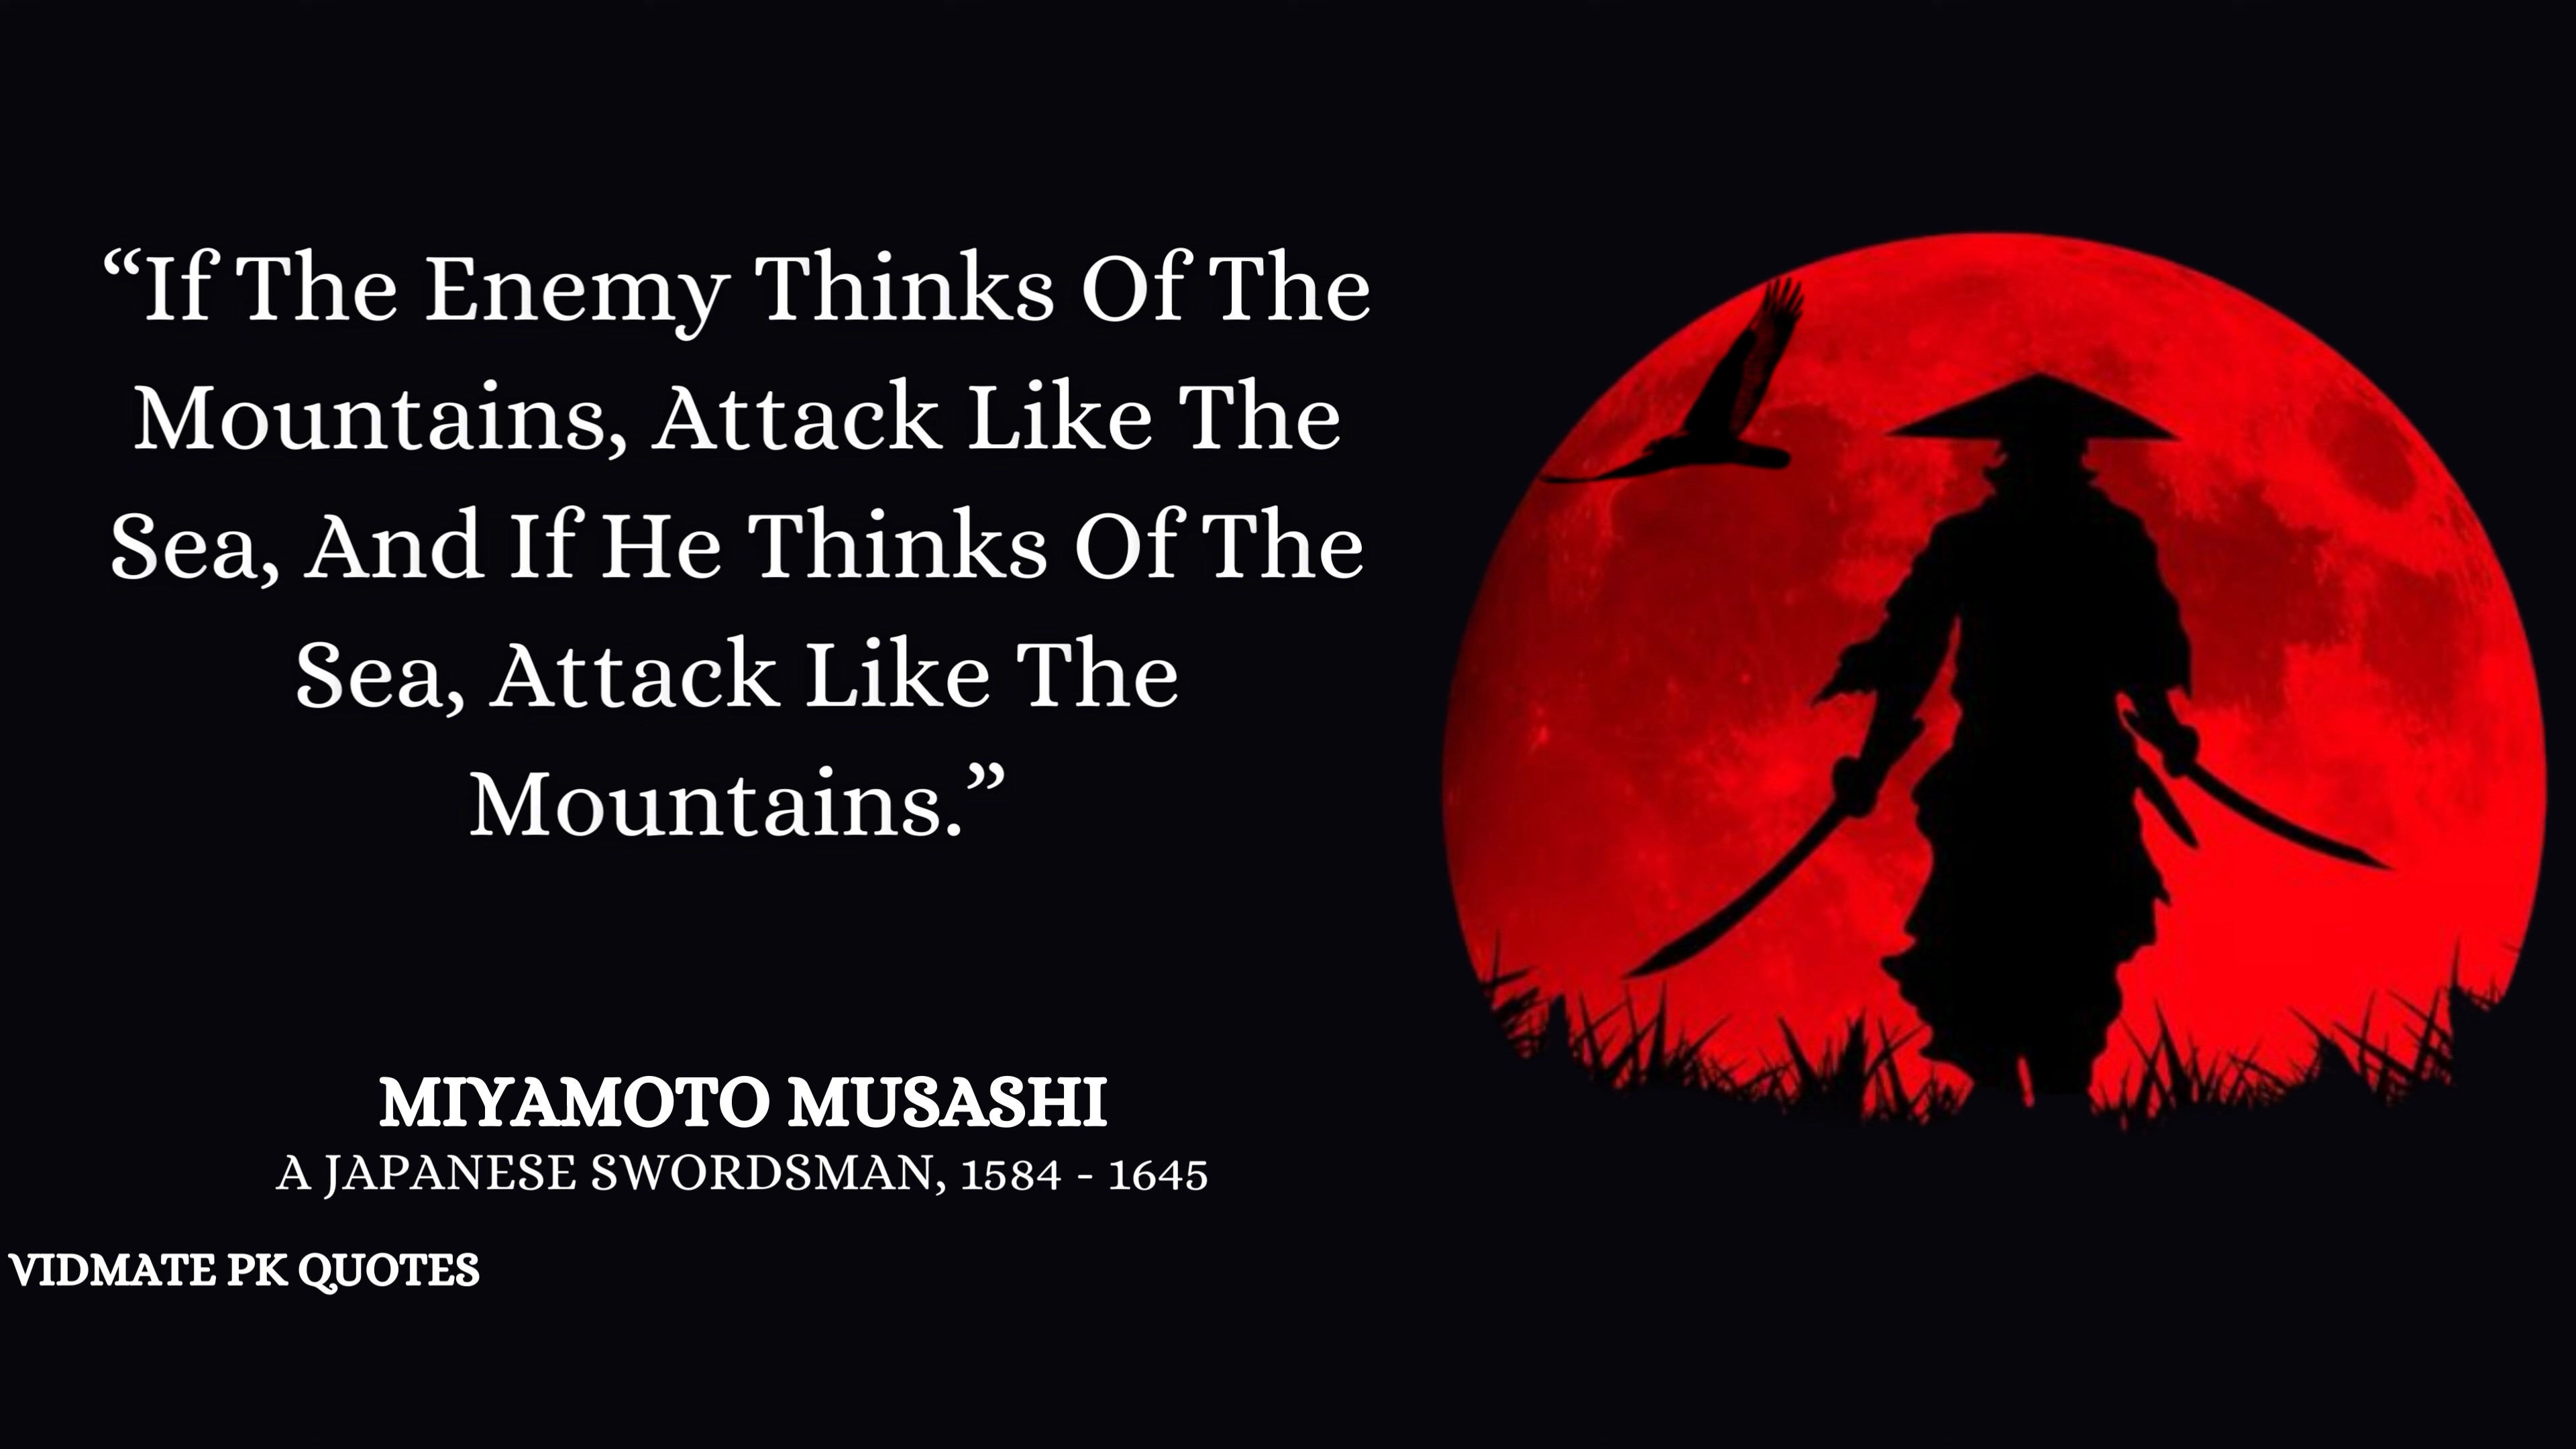 “If The Enemy Thinks Of The
Mountains, Attack Like The
Sea, And If He Thinks Of The
Sea, Attack Like The
Mountains.”
MIYAMOTO MUSASHI
A JAPANESE SWORDSMAN, 1584 - 1645
VIDMATE PK QUOTES